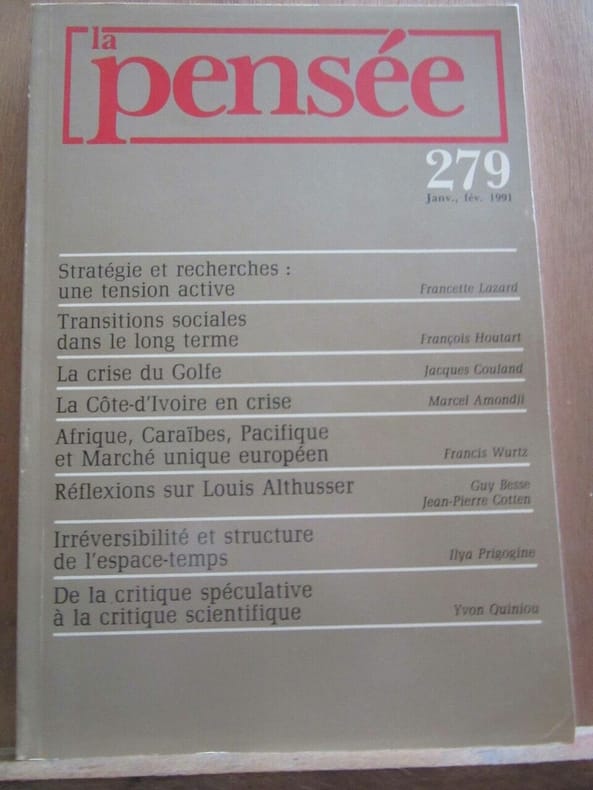 la
pensée
279
Janv., fév. 1991
Stratégie et recherches :
une tension active
Francette Lazard
Transitions sociales
dans le long terme
François Houtart
La crise du Golfe
Jacques Couland
La Côte-d'Ivoire en crise
Marcel Amondji
Afrique, Caraïbes, Pacifique
et Marché unique européen
Francis Wurtz
Réflexions sur Louis Althusser
Guy Besse
Jean-Pierre Cotten
Irréversibilité et structure
de l'espace-temps
Ilya Prigogine
De la critique spéculative
à la critique scientifique
Yvon Quiniou